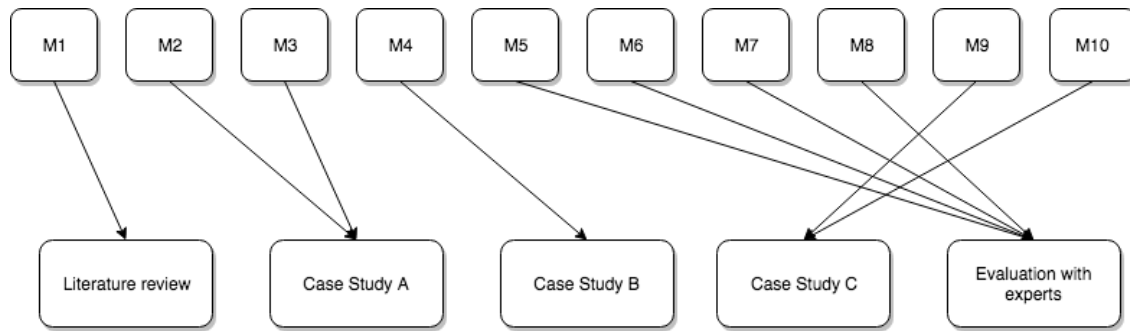 M1
M2
M3
M4
M5
M6
M7
M8
M9
M10
Literature review
Case Study A
Case Study B
Case Study C
Evaluation with
experts